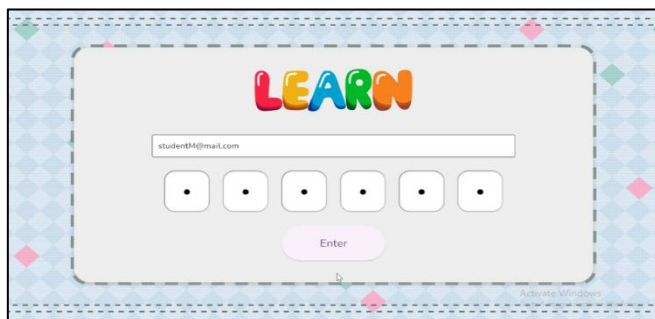 LEARN
studentM@mail.com
• • • • • •
Enter
Activate Windows